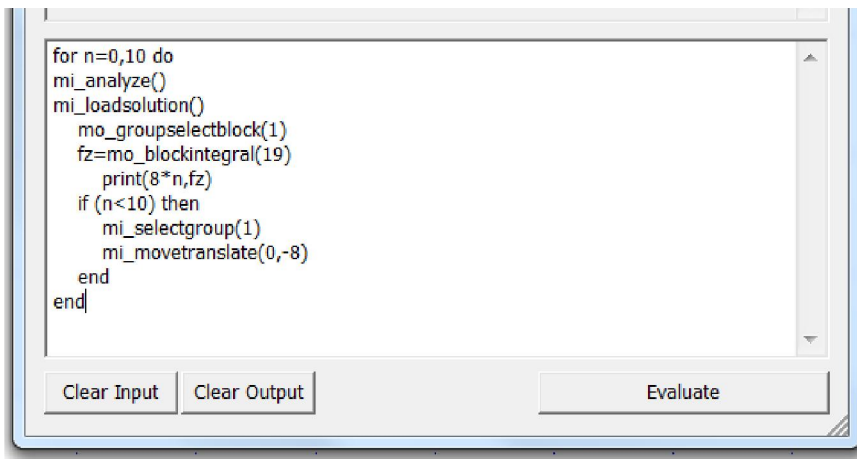 for n=0,10 do
mi_analyze()
mi_loadsolution()
mo_groupselectblock(1)
fz=mo_blockintegral(19)
print(8*n,fz)
if (n<10) then
mi_selectgroup(1)
mi_movetranslate(0,-8)
end
end
Clear Input Clear Output Evaluate